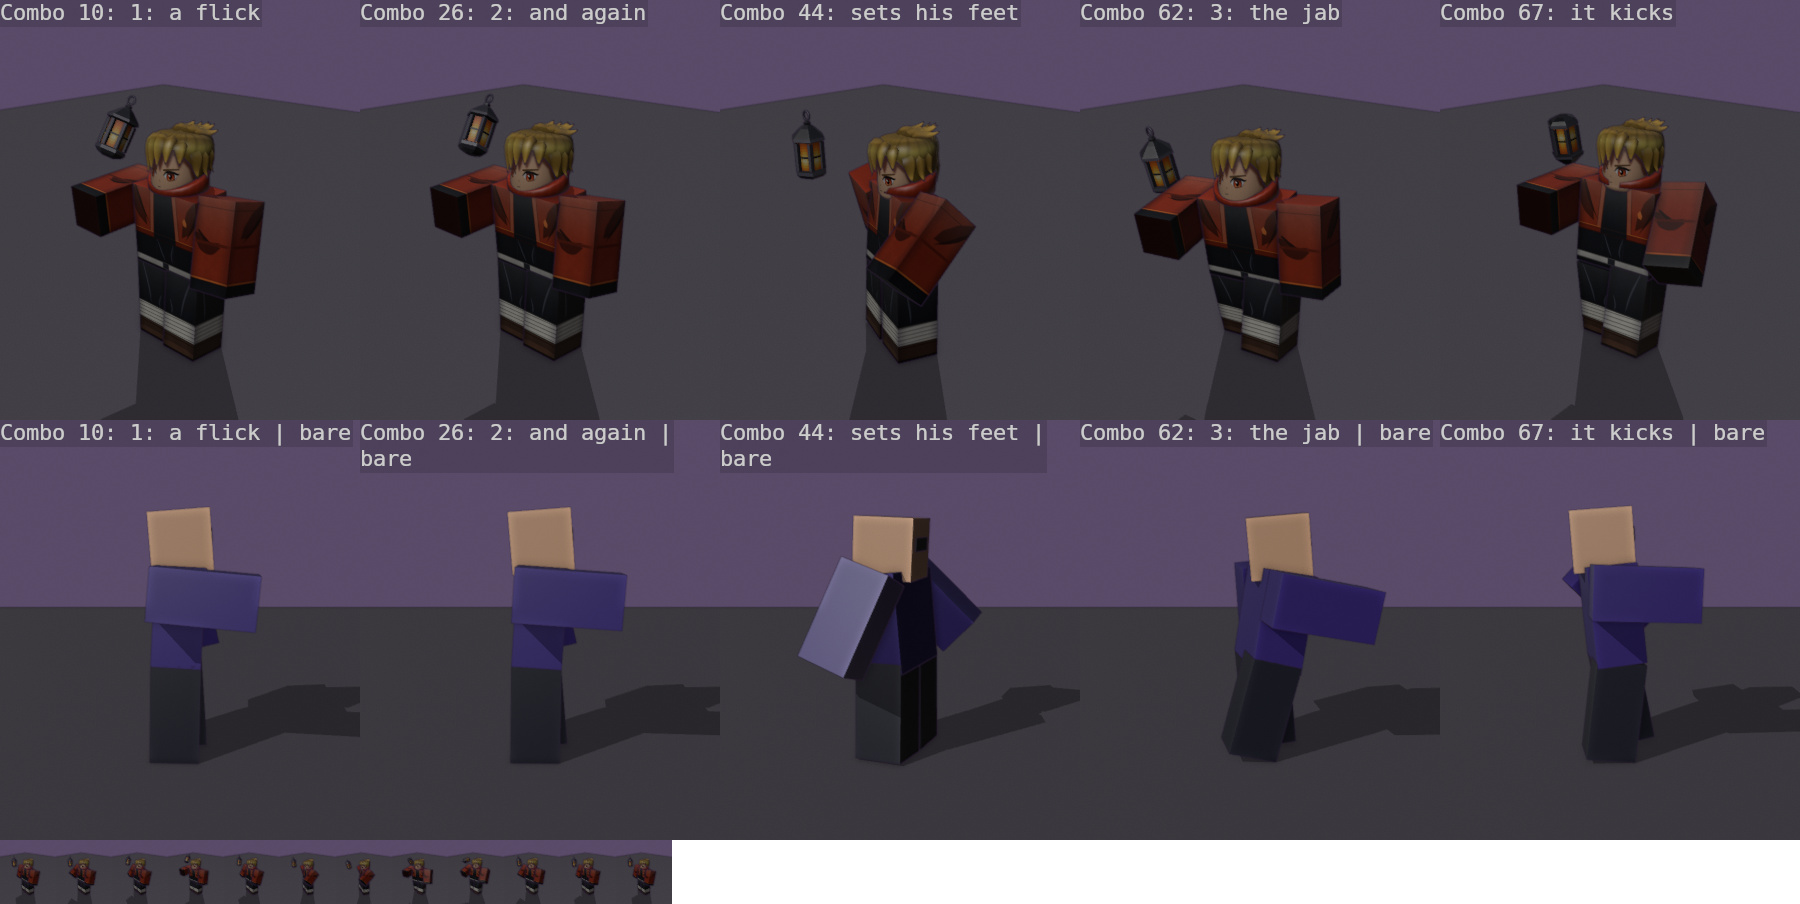 Combo 10: 1: a flick
Combo 26: 2: and again
Combo 44: sets his feet
Combo 62: 3: the jab
Combo 67: it kicks
Combo 10: 1: a flick | bare
Combo 26: 2: and again |
bare
Combo 44: sets his feet |
bare
Combo 62: 3: the jab | bare
Combo 67: it kicks | bare